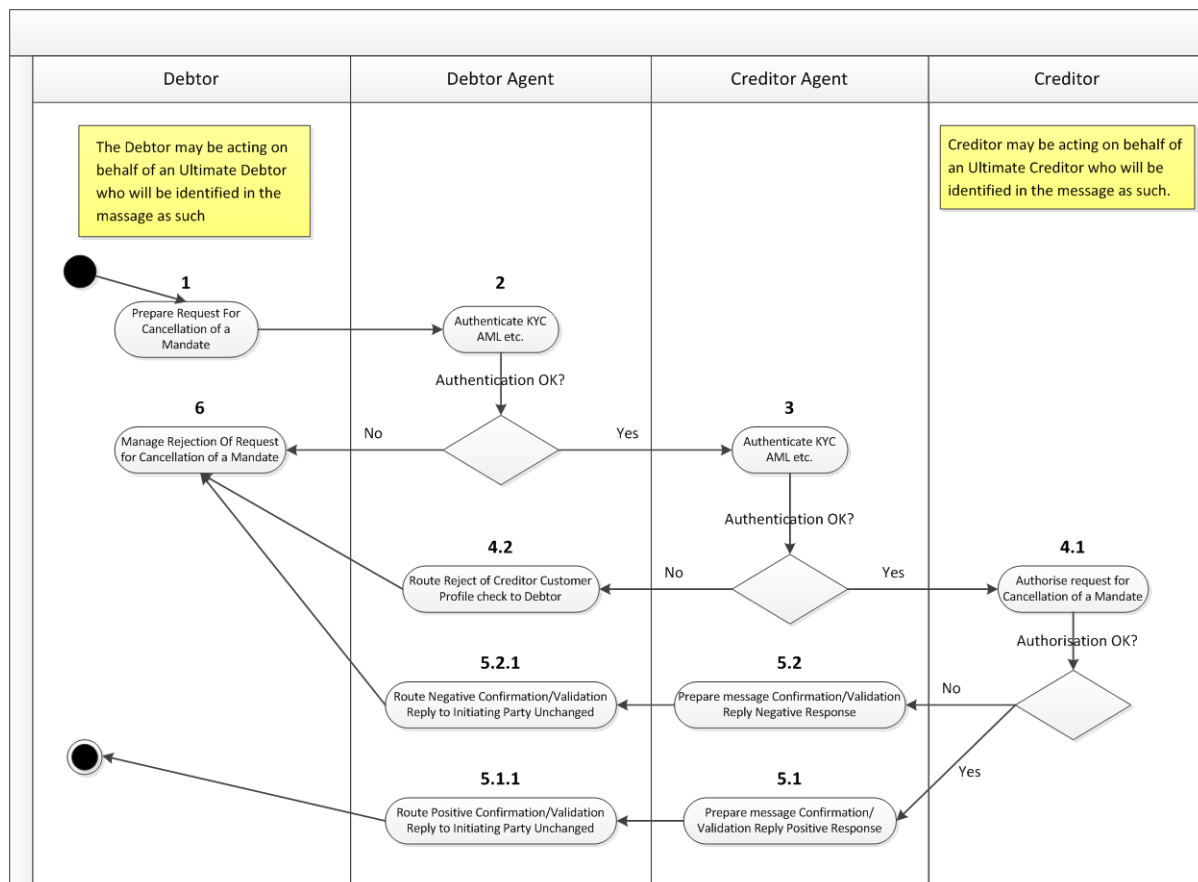 Debtor
Debtor Agent
Creditor Agent
Creditor
The Debtor may be acting on
behalf of an Ultimate Debtor
who will be identified in the
massage as such
Creditor may be acting on behalf of
an Ultimate Creditor who will be
identified in the message as such.
1
Prepare Request For
Cancellation of a
Mandate
2
Authenticate KYC
AML etc.
Authentication OK?
6
Manage Rejection Of Request
for Cancellation of a Mandate
No
Yes
3
Authenticate KYC
AML etc.
Authentication OK?
4.2
Route Reject of Creditor Customer
Profile check to Debtor
No
Yes
4.1
Authorise request for
Cancellation of a Mandate
Authorisation OK?
5.2.1
Route Negative Confirmation/Validation
Reply to Initiating Party Unchanged
5.2
Prepare message Confirmation/Validation
Reply Negative Response
No
Yes
5.1.1
Route Positive Confirmation/Validation
Reply to Initiating Party Unchanged
5.1
Prepare message Confirmation/
Validation Reply Positive Response